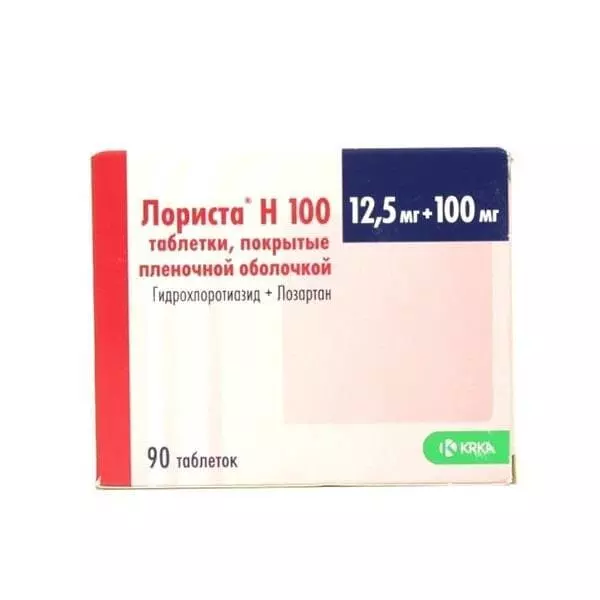 Лориста® Н 100
12,5 мг + 100 мг
таблетки, покрытые
пленочной оболочкой
Гидрохлоротиазид + Лозартан
90 таблеток
KRKA